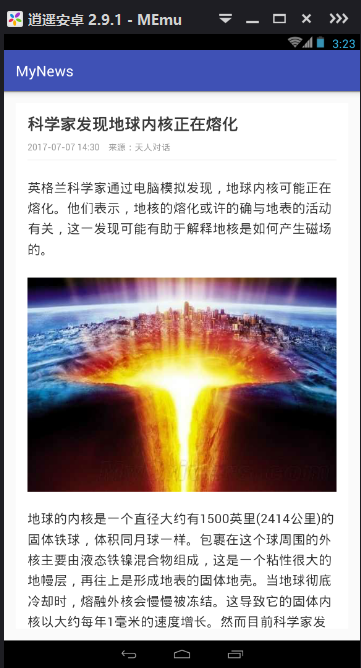 逍遥安卓 2.9.1 - MEmu
3:23
MyNews
科学家发现地球内核正在熔化
2017-07-07 14:30 来源：天人对话
英格兰科学家通过电脑模拟发现，地球内核可能正在
熔化。他们表示，地核的熔化或许的确与地表的活动
有关，这一发现可能有助于解释地核是如何产生磁场
的。
地球的内核是一个直径大约有1500英里(2414公里)的
固体铁球，体积同月球一样。包裹在这个球周围的外
核主要由液态铁镍混合物组成，这是一个粘性很大的
地幔层，再往上是形成地表的固体地壳。当地球彻底
冷却时，熔融外核会慢慢被冻结。这导致它的固体内
核以大约每年1毫米的速度增长。然而目前科学家发